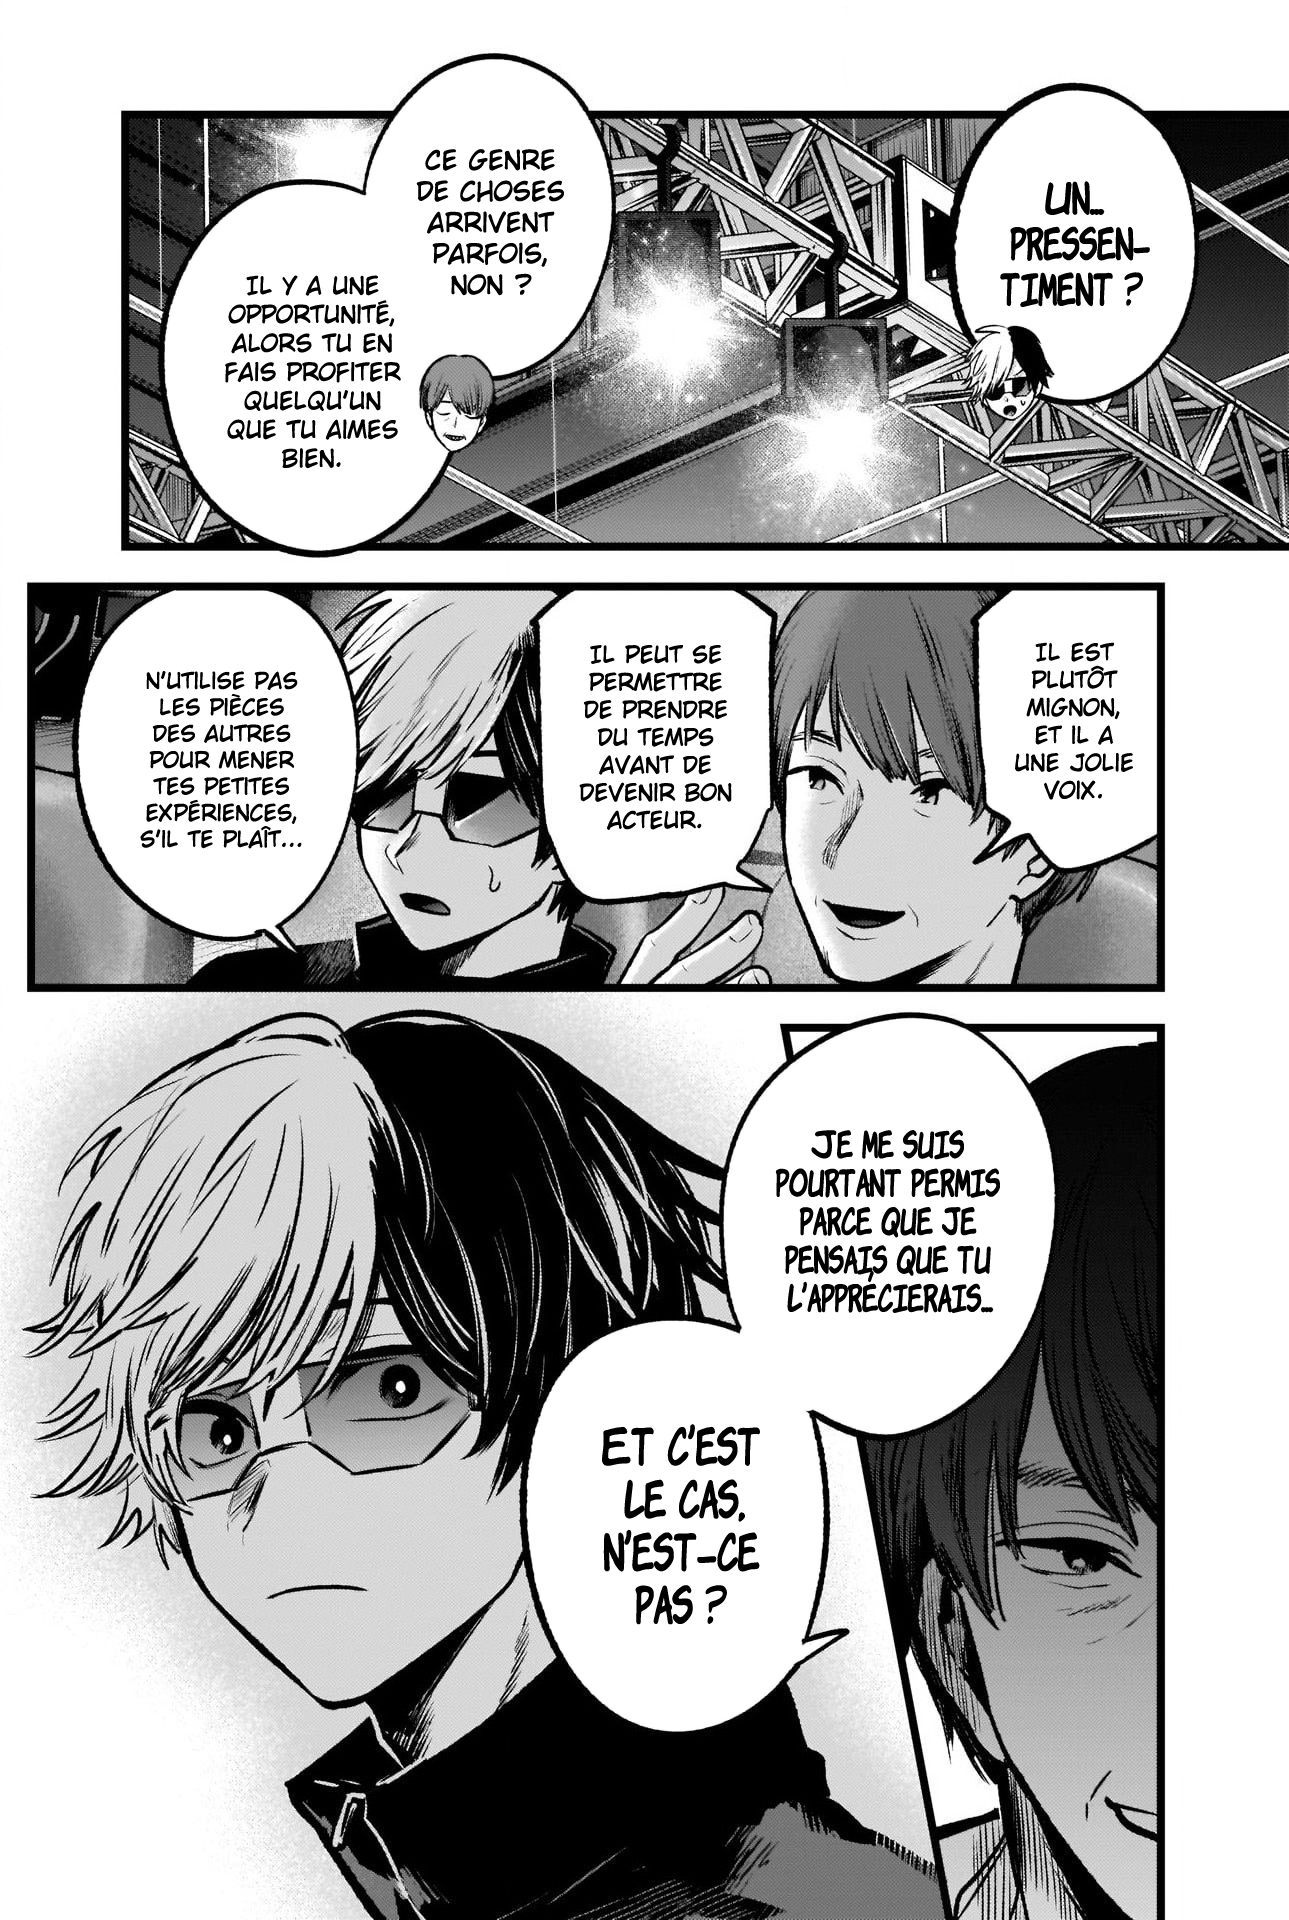 UN...
PRESSEN-
TIMENT ?
CE GENRE
DE CHOSES
ARRIVENT
PARFOIS,
NON ?
IL Y A UNE
OPPORTUNITÉ,
ALORS TU EN
FAIS PROFITER
QUELQU'UN
QUE TU AIMES
BIEN.
IL EST
PLUTÔT
MIGNON,
ET IL A
UNE JOLIE
VOIX.
IL PEUT SE
PERMETTRE
DE PRENDRE
DU TEMPS
AVANT DE
DEVENIR BON
ACTEUR.
N'UTILISE PAS
LES PIÈCES
DES AUTRES
POUR MENER
TES PETITES
EXPÉRIENCES,
S'IL TE PLAÎT...
JE ME SUIS
POURTANT PERMIS
PARCE QUE JE
PENSAIS QUE TU
L'APPRÉCIERAIS...
ET C'EST
LE CAS,
N'EST-CE
PAS ?